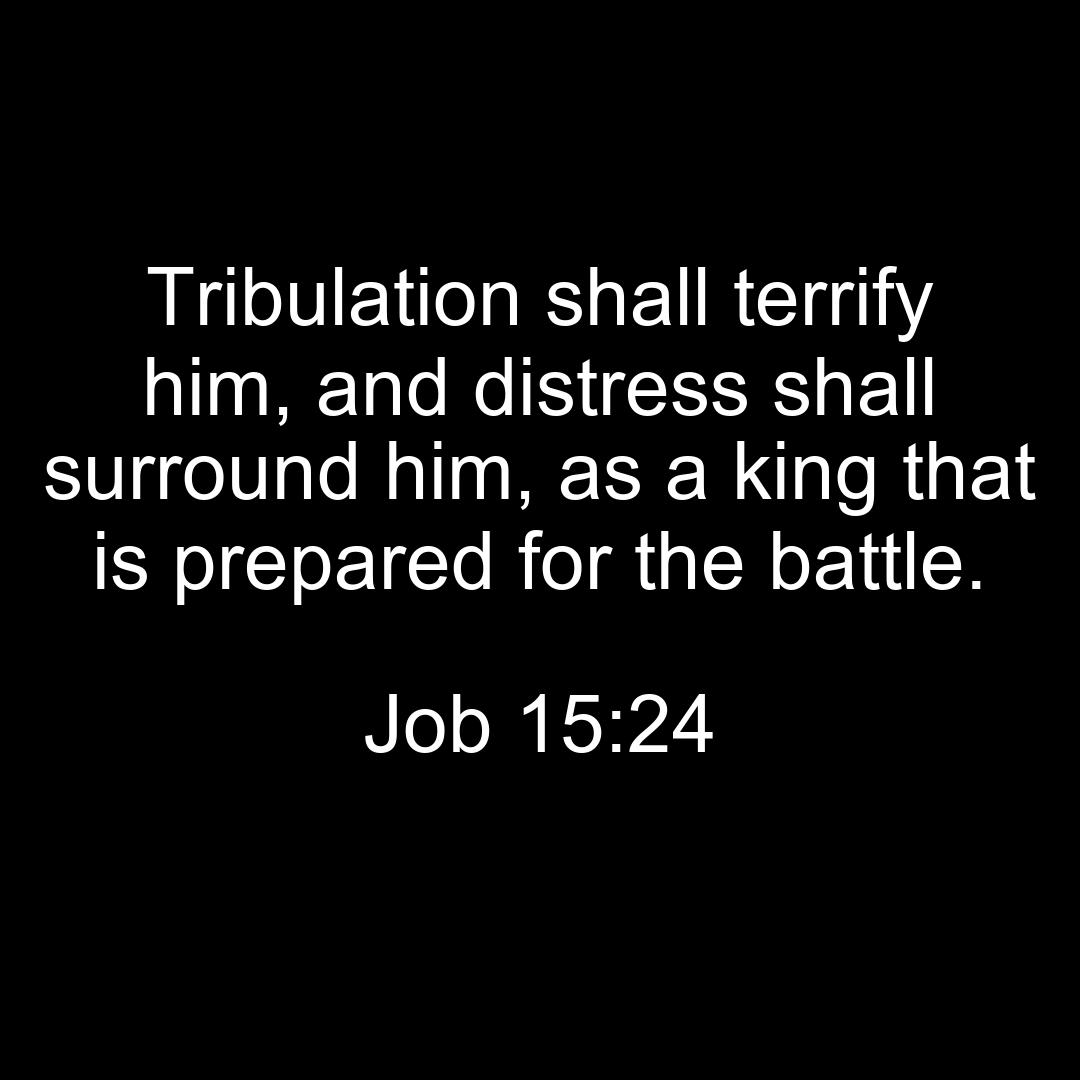 Tribulation shall terrify
him, and distress shall
surround him, as a king that
is prepared for the battle.
Job 15:24